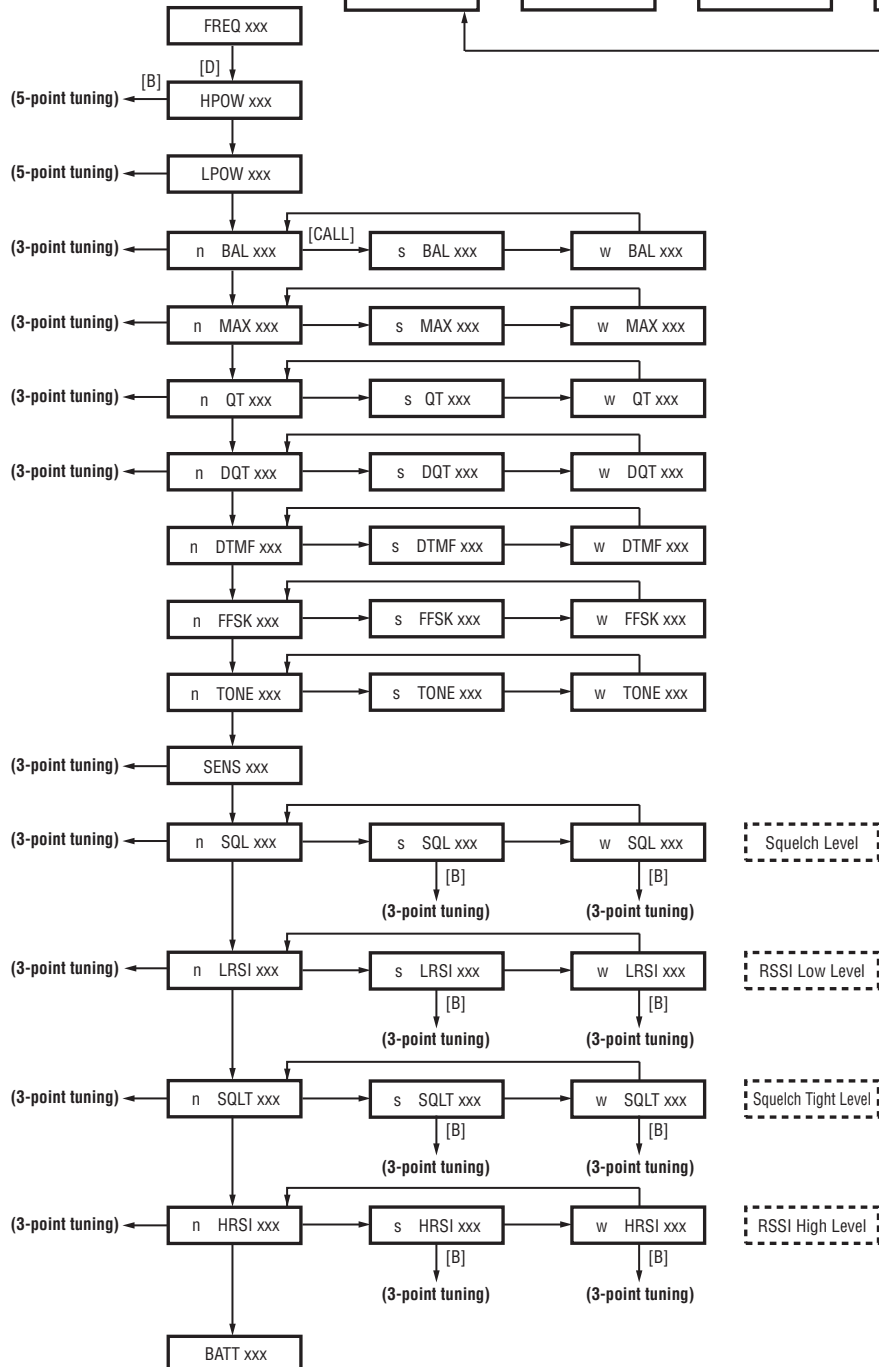 FREQ xxx
[D]
[B]
(5-point tuning) HPOW xxx
(5-point tuning) LPOW xxx
[CALL]
(3-point tuning) n BAL xxx s BAL xxx w BAL xxx
(3-point tuning) n MAX xxx s MAX xxx w MAX xxx
(3-point tuning) n QT xxx s QT xxx w QT xxx
(3-point tuning) n DQT xxx s DQT xxx w DQT xxx
n DTMF xxx s DTMF xxx w DTMF xxx
n FFSK xxx s FFSK xxx w FFSK xxx
n TONE xxx s TONE xxx w TONE xxx
(3-point tuning) SENS xxx
(3-point tuning) n SQL xxx s SQL xxx w SQL xxx Squelch Level
[B] [B]
(3-point tuning) (3-point tuning)
(3-point tuning) n LRSI xxx s LRSI xxx w LRSI xxx RSSI Low Level
[B] [B]
(3-point tuning) (3-point tuning)
(3-point tuning) n SQLT xxx s SQLT xxx w SQLT xxx Squelch Tight Level
[B] [B]
(3-point tuning) (3-point tuning)
(3-point tuning) n HRSI xxx s HRSI xxx w HRSI xxx RSSI High Level
[B] [B]
(3-point tuning) (3-point tuning)
BATT xxx